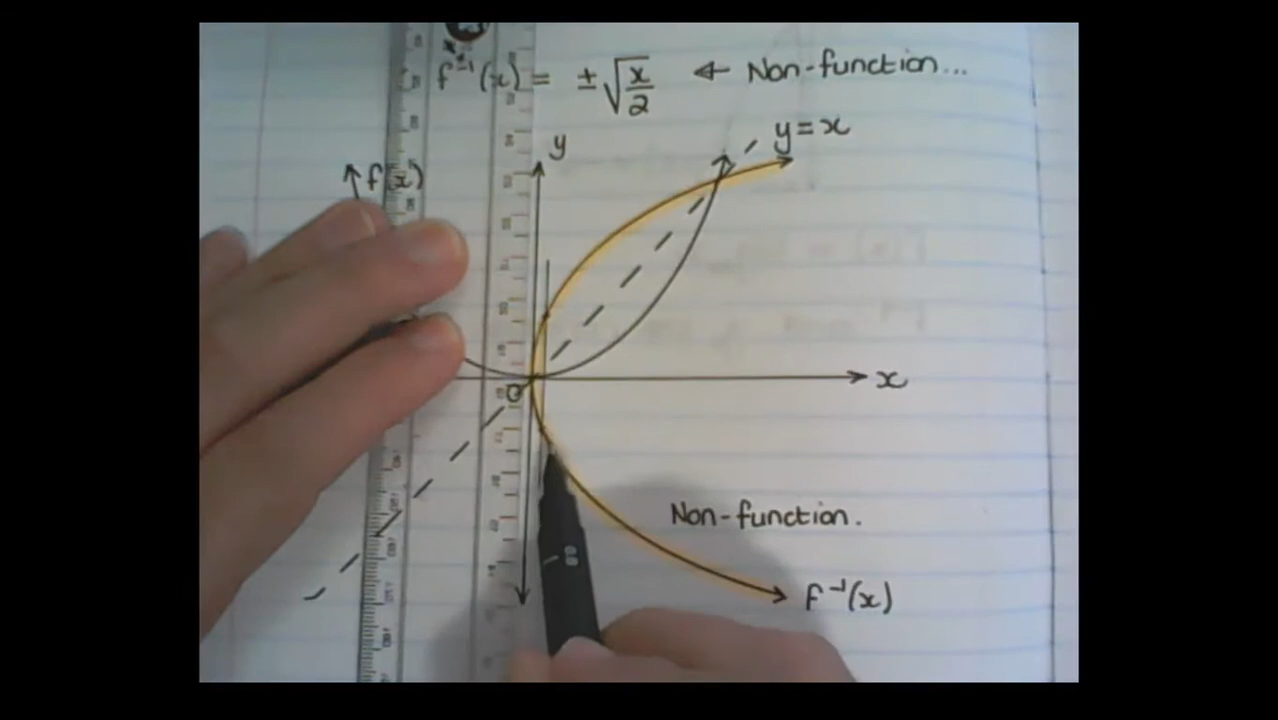 f⁻¹(x) = ±√(x/2) ← Non-function...
y = x
y
f(x)
x
O
Non-function.
f⁻¹(x)